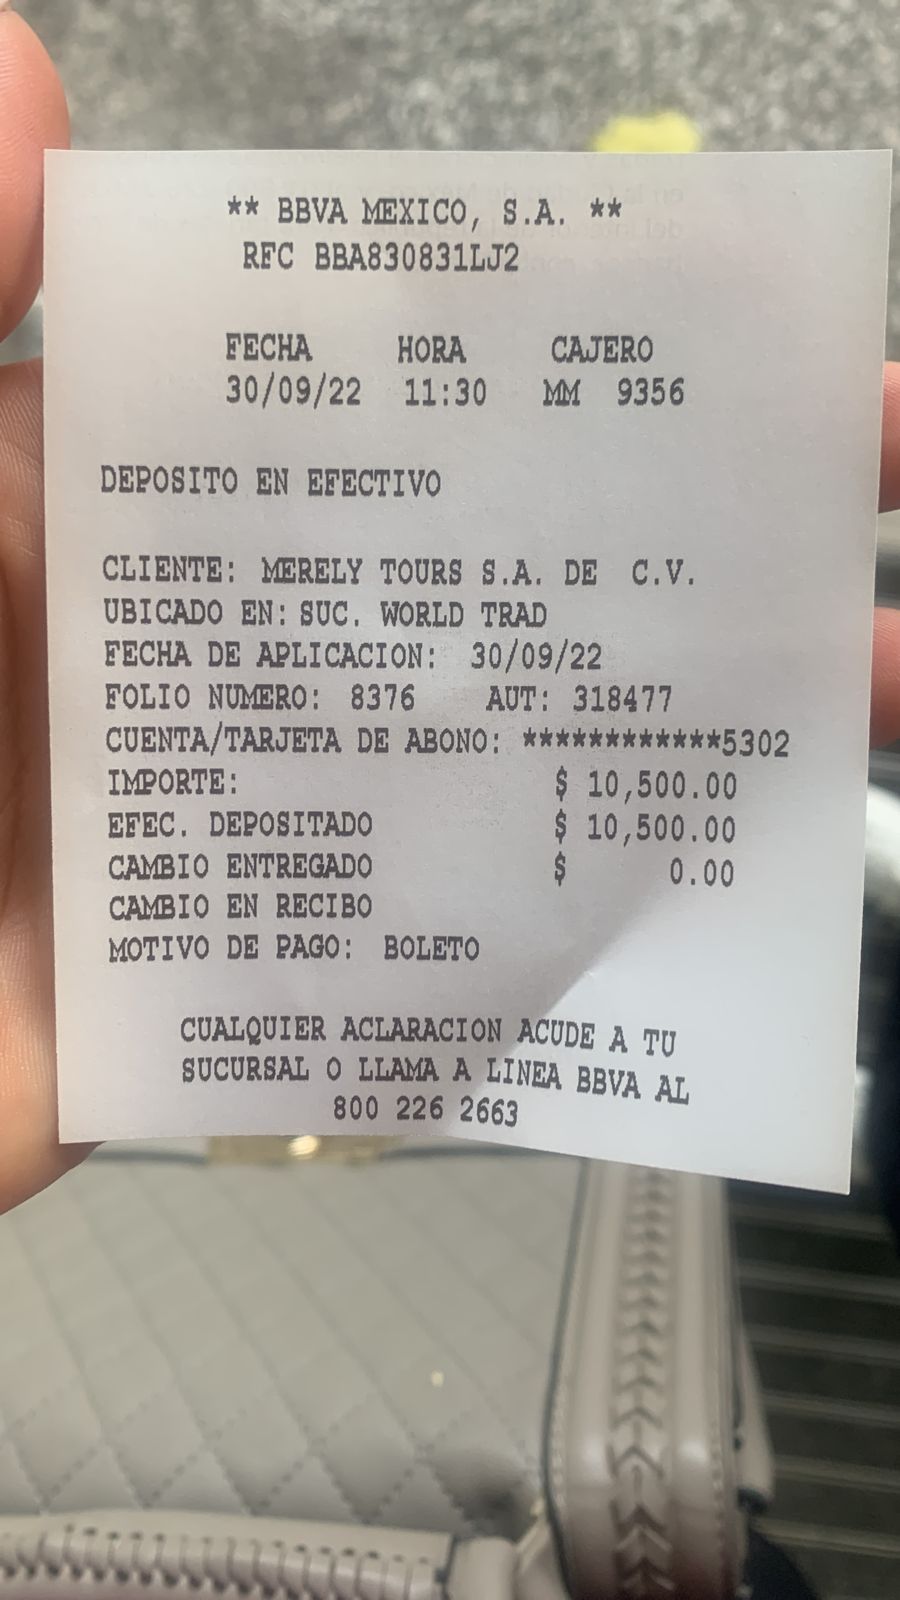 ** BBVA MEXICO, S.A. **
RFC BBA830831LJ2
FECHA HORA CAJERO
30/09/22 11:30 MM 9356
DEPOSITO EN EFECTIVO
CLIENTE: MERELY TOURS S.A. DE C.V.
UBICADO EN: SUC. WORLD TRAD
FECHA DE APLICACION: 30/09/22
FOLIO NUMERO: 8376 AUT: 318477
CUENTA/TARJETA DE ABONO: ************5302
IMPORTE: $ 10,500.00
EFEC. DEPOSITADO $ 10,500.00
CAMBIO ENTREGADO $ 0.00
CAMBIO EN RECIBO
MOTIVO DE PAGO: BOLETO
CUALQUIER ACLARACION ACUDE A TU
SUCURSAL O LLAMA A LINEA BBVA AL
800 226 2663